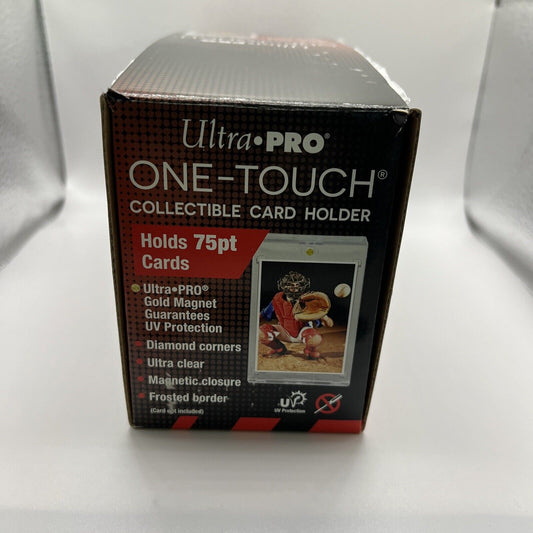 Ultra•PRO®
ONE-TOUCH®
COLLECTIBLE CARD HOLDER
Holds 75pt
Cards
Ultra•PRO®
Gold Magnet
Guarantees
UV Protection
Diamond corners
Ultra clear
Magnetic closure
Frosted border
(Card not included)
UV
UV Protection